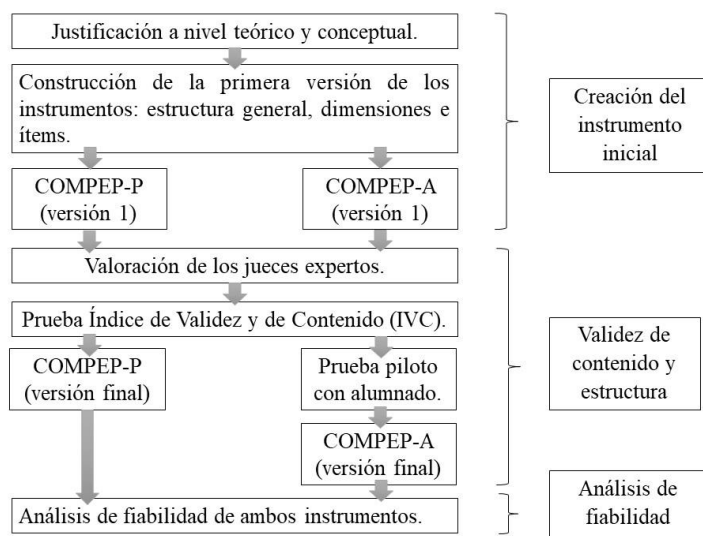 Justificación a nivel teórico y conceptual.
Construcción de la primera versión de los
instrumentos: estructura general, dimensiones e
ítems.
COMPEP-P
(versión 1)
COMPEP-A
(versión 1)
Creación del
instrumento
inicial
Valoración de los jueces expertos.
Prueba Índice de Validez y de Contenido (IVC).
COMPEP-P
(versión final)
Prueba piloto
con alumnado.
COMPEP-A
(versión final)
Validez de
contenido y
estructura
Análisis de fiabilidad de ambos instrumentos.
Análisis de
fiabilidad